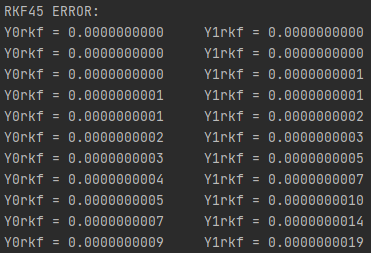 RKF45 ERROR:
Y0rkf = 0.0000000000     Y1rkf = 0.0000000000
Y0rkf = 0.0000000000     Y1rkf = 0.0000000000
Y0rkf = 0.0000000000     Y1rkf = 0.0000000001
Y0rkf = 0.0000000001     Y1rkf = 0.0000000001
Y0rkf = 0.0000000001     Y1rkf = 0.0000000002
Y0rkf = 0.0000000002     Y1rkf = 0.0000000003
Y0rkf = 0.0000000003     Y1rkf = 0.0000000005
Y0rkf = 0.0000000004     Y1rkf = 0.0000000007
Y0rkf = 0.0000000005     Y1rkf = 0.0000000010
Y0rkf = 0.0000000007     Y1rkf = 0.0000000014
Y0rkf = 0.0000000009     Y1rkf = 0.0000000019